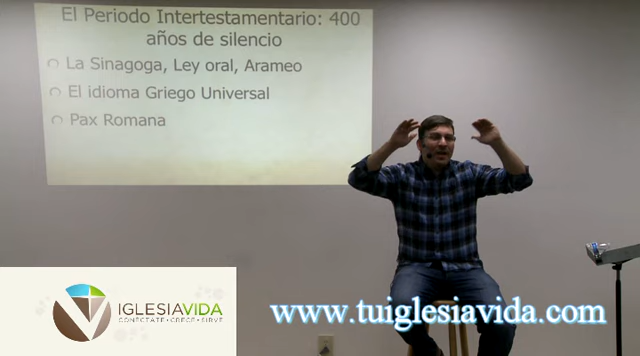 El Periodo Intertestamentario: 400
años de silencio
La Sinagoga, Ley oral, Arameo
El idioma Griego Universal
Pax Romana
IGLESIAVIDA
CONECTATE • CRECE • SIRVE
www.tuiglesiavida.com